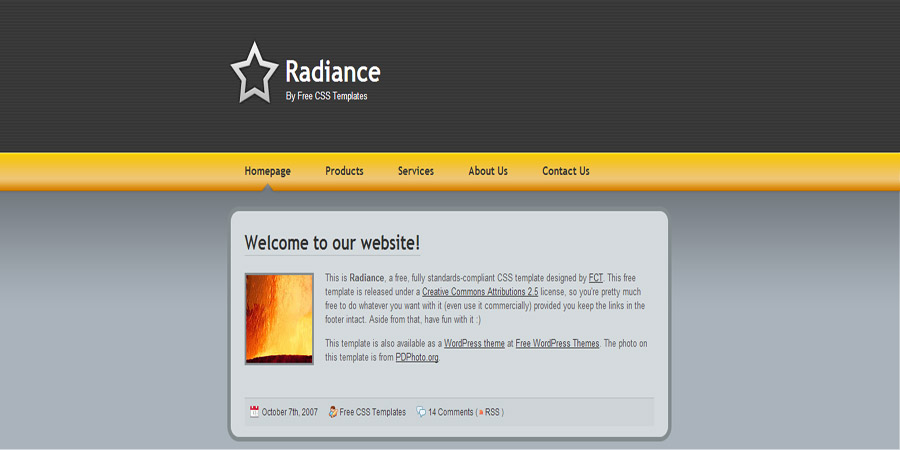 Radiance
By Free CSS Templates
Homepage Products Services About Us Contact Us
Welcome to our website!
This is Radiance, a free, fully standards-compliant CSS template designed by FCT. This free
template is released under a Creative Commons Attributions 2.5 license, so you're pretty much
free to do whatever you want with it (even use it commercially) provided you keep the links in the
footer intact. Aside from that, have fun with it :)
This template is also available as a WordPress theme at Free WordPress Themes. The photo on
this template is from PDPhoto.org.
October 7th, 2007 Free CSS Templates 14 Comments ( RSS )